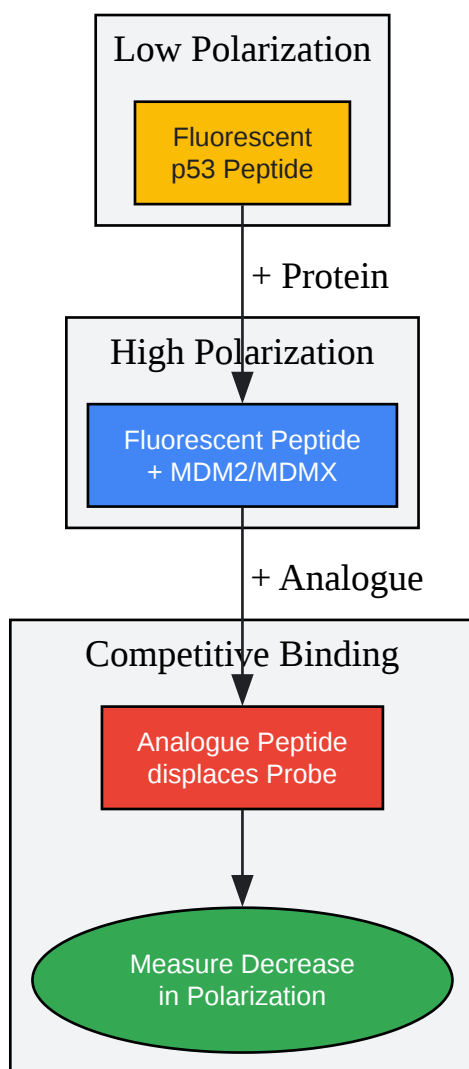 Low Polarization
Fluorescent
p53 Peptide
+ Protein
High Polarization
Fluorescent Peptide
+ MDM2/MDMX
+ Analogue
Competitive Binding
Analogue Peptide
displaces Probe
Measure Decrease
in Polarization